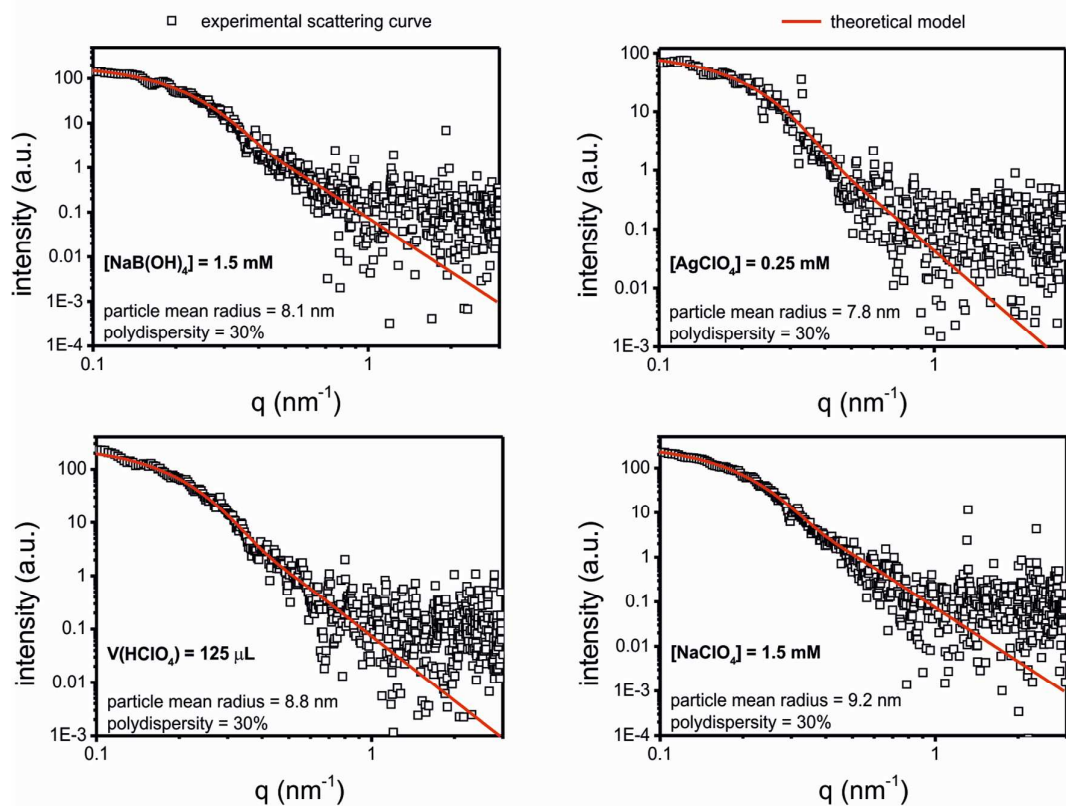 experimental scattering curve
theoretical model
intensity (a.u.)
100
10
1
0.1
0.01
1E-3
1E-4
[NaB(OH)₄] = 1.5 mM
particle mean radius = 8.1 nm
polydispersity = 30%
0.1
1
q (nm⁻¹)
intensity (a.u.)
100
10
1
0.1
0.01
1E-3
[AgClO₄] = 0.25 mM
particle mean radius = 7.8 nm
polydispersity = 30%
0.1
1
q (nm⁻¹)
intensity (a.u.)
100
10
1
0.1
0.01
1E-3
V(HClO₄) = 125 µL
particle mean radius = 8.8 nm
polydispersity = 30%
0.1
1
q (nm⁻¹)
intensity (a.u.)
100
10
1
0.1
0.01
1E-3
1E-4
[NaClO₄] = 1.5 mM
particle mean radius = 9.2 nm
polydispersity = 30%
0.1
1
q (nm⁻¹)